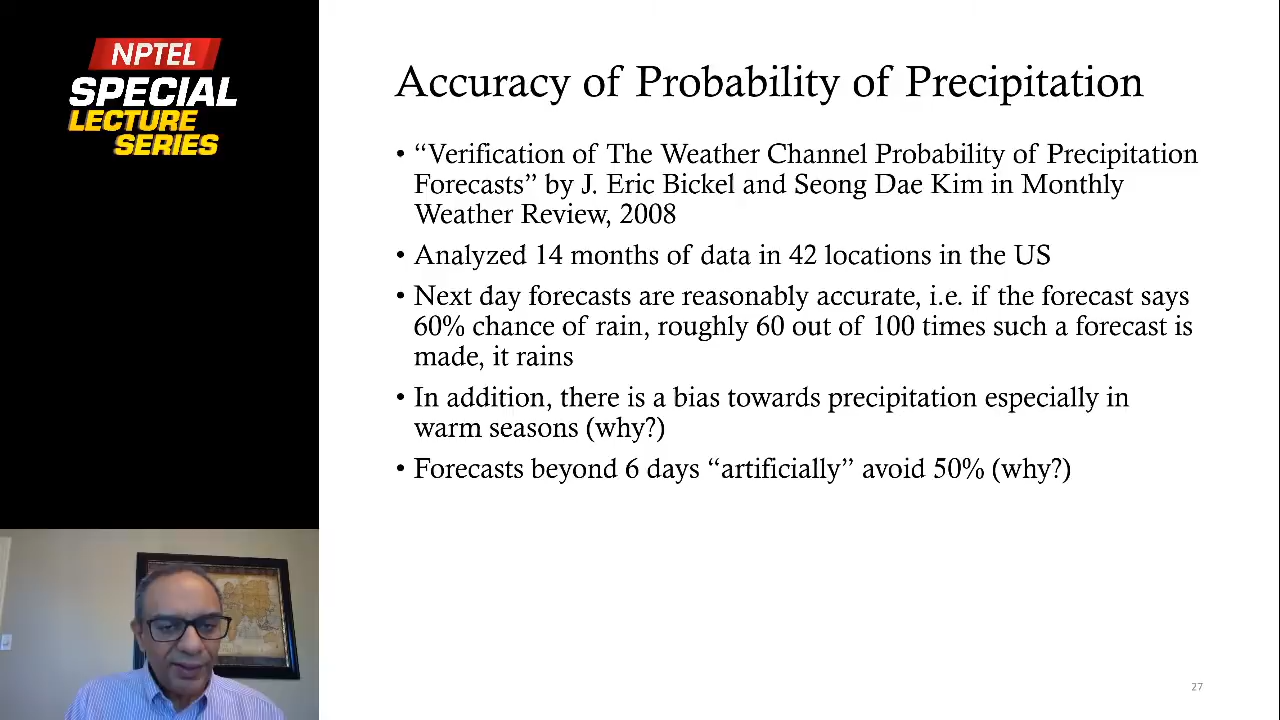 NPTEL
SPECIAL
LECTURE
SERIES
Accuracy of Probability of Precipitation
• “Verification of The Weather Channel Probability of Precipitation
Forecasts” by J. Eric Bickel and Seong Dae Kim in Monthly
Weather Review, 2008
• Analyzed 14 months of data in 42 locations in the US
• Next day forecasts are reasonably accurate, i.e. if the forecast says
60% chance of rain, roughly 60 out of 100 times such a forecast is
made, it rains
• In addition, there is a bias towards precipitation especially in
warm seasons (why?)
• Forecasts beyond 6 days “artificially” avoid 50% (why?)
27